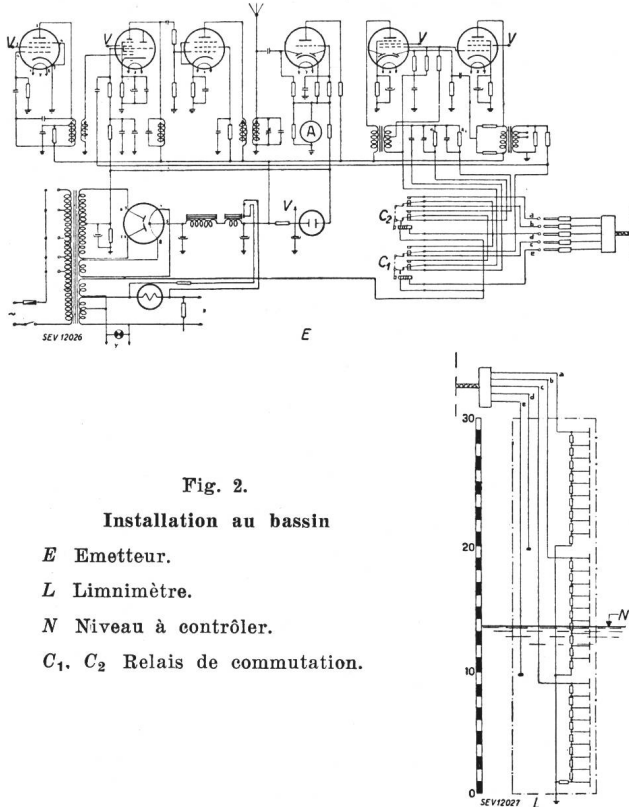 V V V V V
A
V
C₂
C₁
a
b
c
d
e
~
SEV 12026
E
30
20
10
0
N
SEV12027 L
Fig. 2.
Installation au bassin
E Emetteur.
L Limnimètre.
N Niveau à contrôler.
C₁, C₂ Relais de commutation.